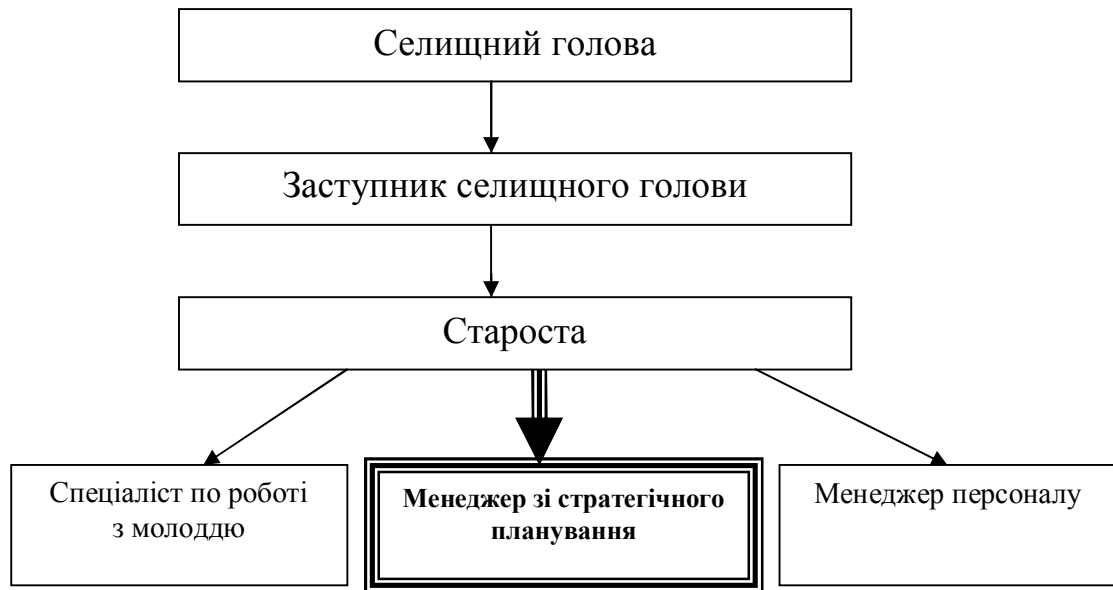 Селищний голова
Заступник селищного голови
Староста
Спеціаліст по роботі
з молоддю
Менеджер зі стратегічного
планування
Менеджер персоналу